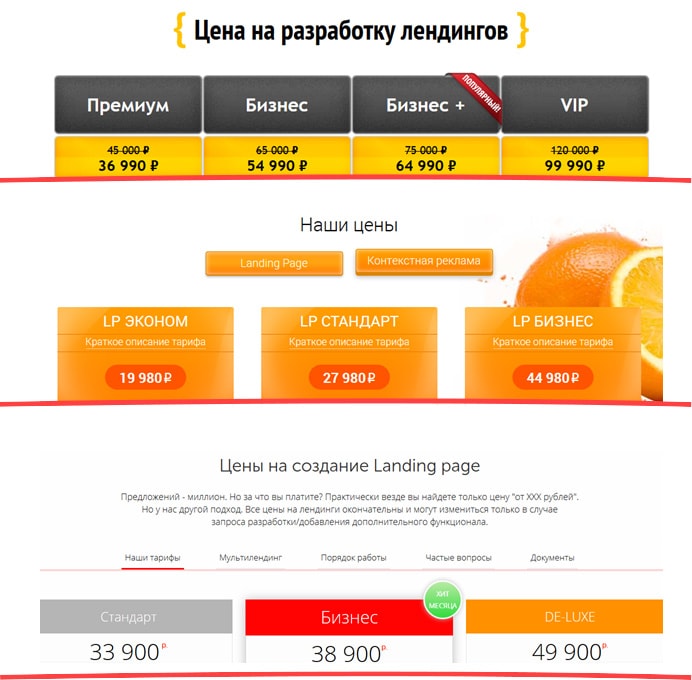 { Цена на разработку лендингов }
ПОПУЛЯРНЫЙ!
Премиум Бизнес Бизнес + VIP
45 000 ₽ 65 000 ₽ 75 000 ₽ 120 000 ₽
36 990 ₽ 54 990 ₽ 64 990 ₽ 99 990 ₽
Наши цены
Landing Page Контекстная реклама
LP ЭКОНОМ LP СТАНДАРТ LP БИЗНЕС
Краткое описание тарифа Краткое описание тарифа Краткое описание тарифа
19 980 ₽ 27 980 ₽ 44 980 ₽
Цены на создание Landing page
Предложений - миллион. Но за что вы платите? Практически везде вы найдете только цену "от XXX рублей".
Но у нас другой подход. Все цены на лендинги окончательны и могут измениться только в случае
запроса разработки/добавления дополнительного функционала.
Наши тарифы Мультилендинг Порядок работы Частые вопросы Документы
ХИТ
МЕСЯЦА
Стандарт Бизнес DE-LUXE
33 900 р. 38 900 р. 49 900 р.